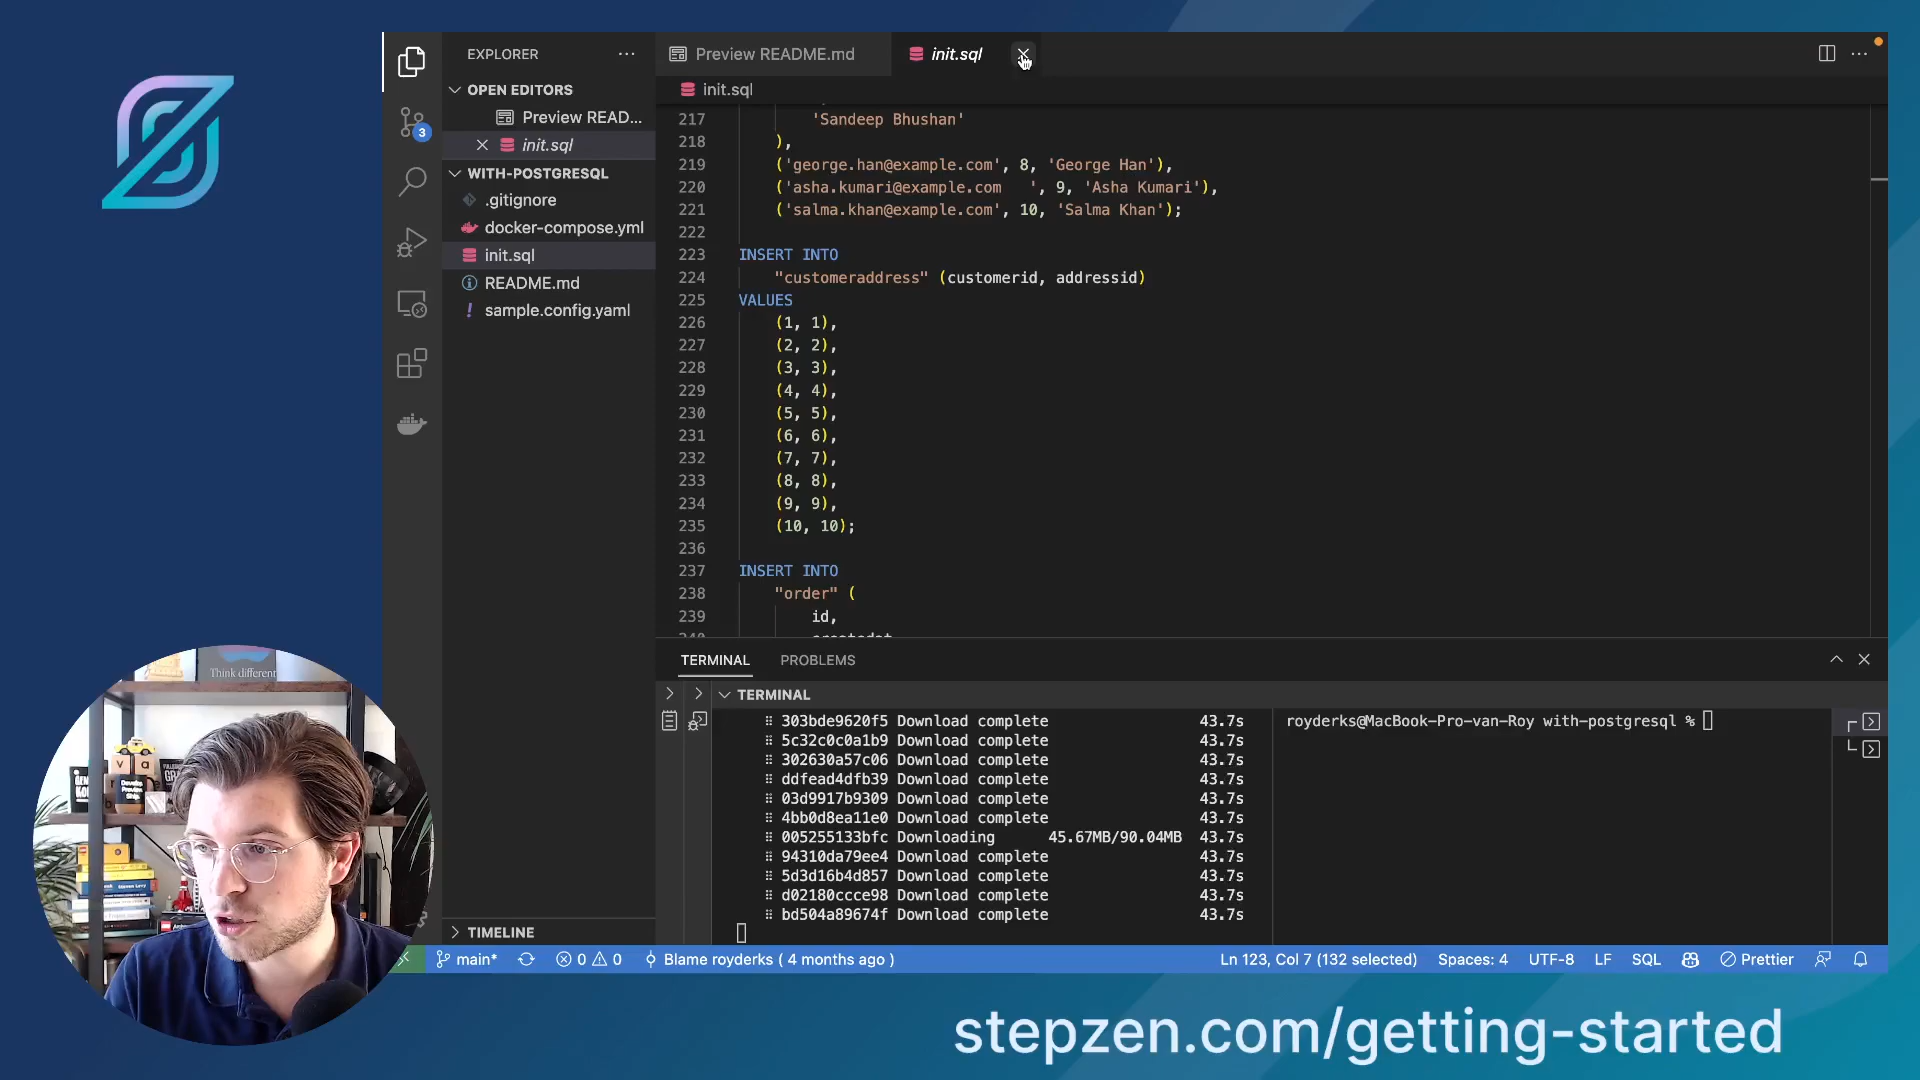 EXPLORER
OPEN EDITORS
Preview READ...
init.sql
WITH-POSTGRESQL
.gitignore
docker-compose.yml
init.sql
README.md
sample.config.yaml
TIMELINE
3
Preview README.md
init.sql
init.sql
217 'Sandeep Bhushan'
218 ),
219 ('george.han@example.com', 8, 'George Han'),
220 ('asha.kumari@example.com   ', 9, 'Asha Kumari'),
221 ('salma.khan@example.com', 10, 'Salma Khan');
222
223 INSERT INTO
224 "customeraddress" (customerid, addressid)
225 VALUES
226 (1, 1),
227 (2, 2),
228 (3, 3),
229 (4, 4),
230 (5, 5),
231 (6, 6),
232 (7, 7),
233 (8, 8),
234 (9, 9),
235 (10, 10);
236
237 INSERT INTO
238 "order" (
239 id,
240 createdat
TERMINAL PROBLEMS
TERMINAL
303bde9620f5 Download complete 43.7s
5c32c0c0a1b9 Download complete 43.7s
302630a57c06 Download complete 43.7s
ddfead4dfb39 Download complete 43.7s
03d9917b9309 Download complete 43.7s
4bb0d8ea11e0 Download complete 43.7s
005255133bfc Downloading 45.67MB/90.04MB 43.7s
94310da79ee4 Download complete 43.7s
5d3d16b4d857 Download complete 43.7s
d02180ccce98 Download complete 43.7s
bd504a89674f Download complete 43.7s
royderks@MacBook-Pro-van-Roy with-postgresql %
main* 0 0 Blame royderks ( 4 months ago ) Ln 123, Col 7 (132 selected) Spaces: 4 UTF-8 LF SQL Prettier
Think different
stepzen.com/getting-started